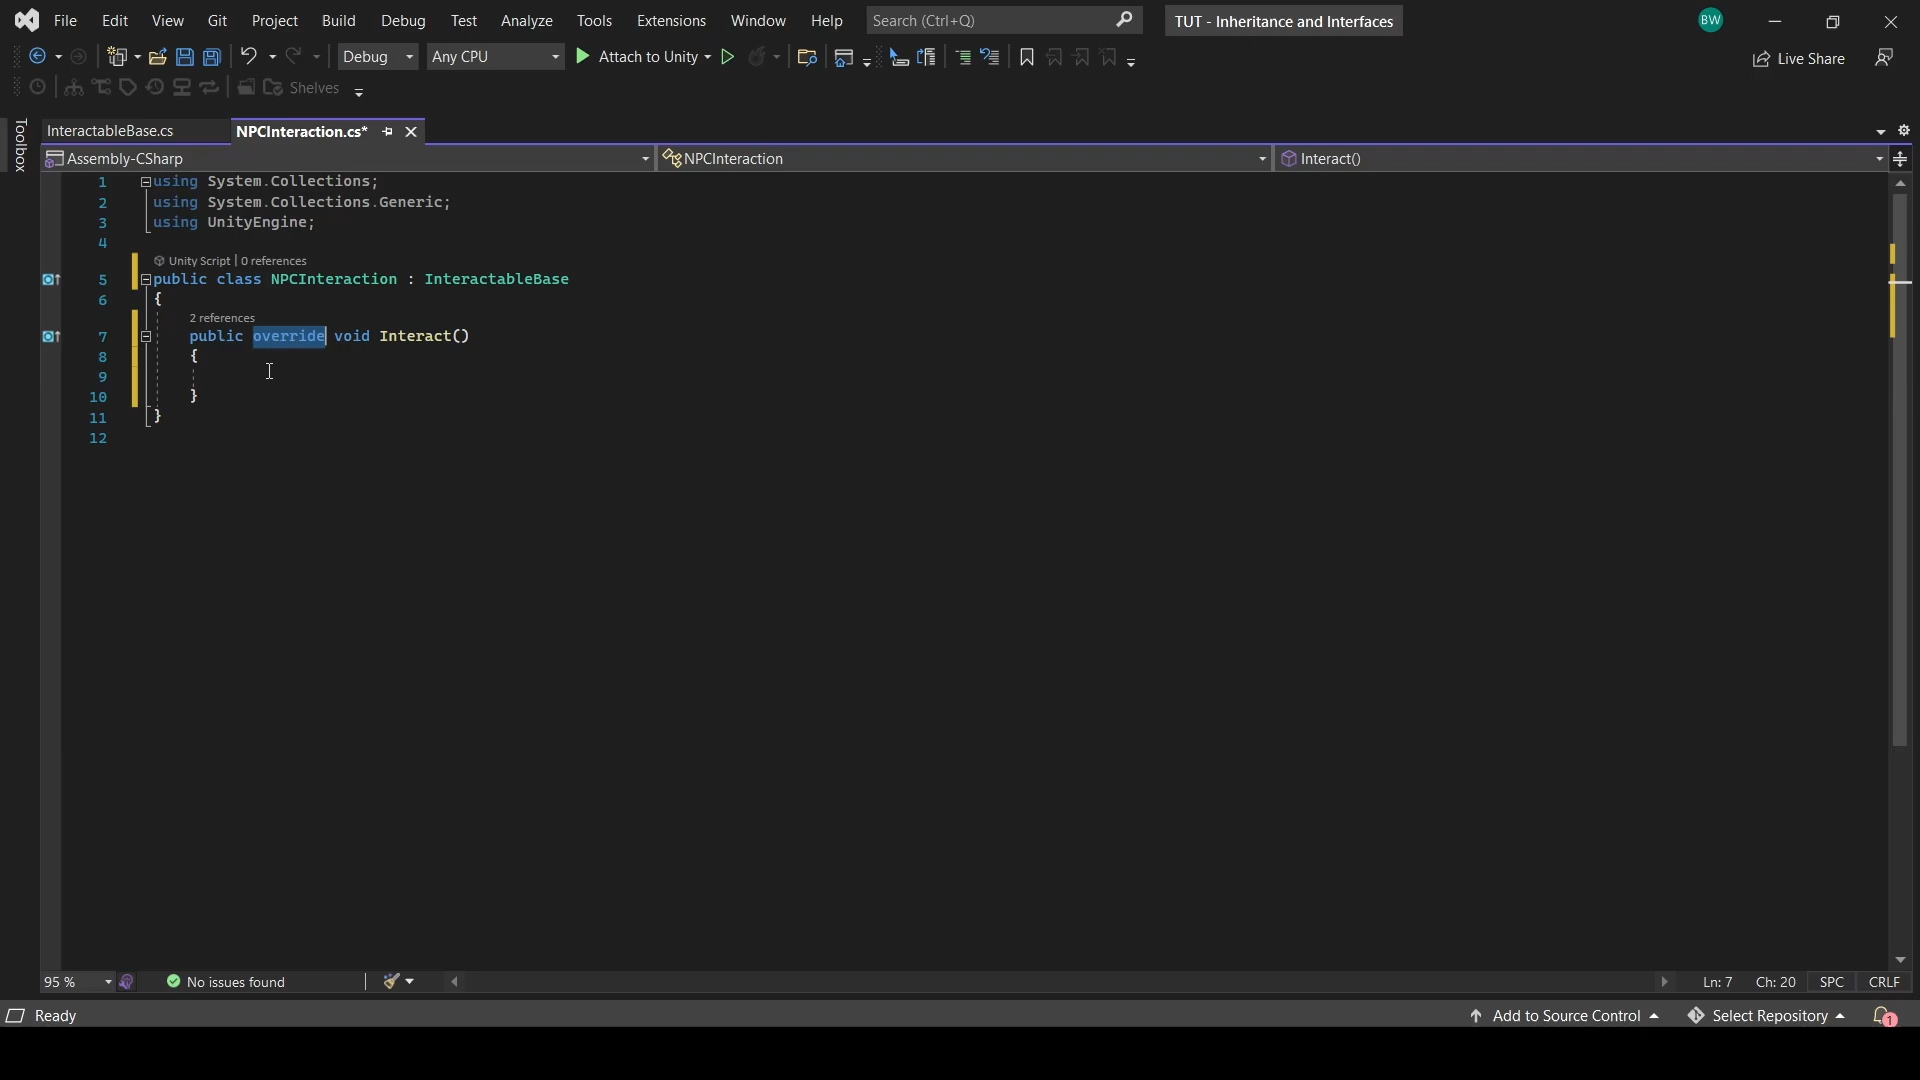 File Edit View Git Project Build Debug Test Analyze Tools Extensions Window Help Search (Ctrl+Q) TUT - Inheritance and Interfaces BW
Debug Any CPU Attach to Unity Live Share
Shelves
Toolbox
InteractableBase.cs NPCInteraction.cs*
Assembly-CSharp NPCInteraction Interact()
1 using System.Collections;
2 using System.Collections.Generic;
3 using UnityEngine;
4
Unity Script | 0 references
5 public class NPCInteraction : InteractableBase
6 {
2 references
7 public override void Interact()
8 {
9
10 }
11 }
12
95 % No issues found Ln: 7 Ch: 20 SPC CRLF
Ready Add to Source Control Select Repository 1